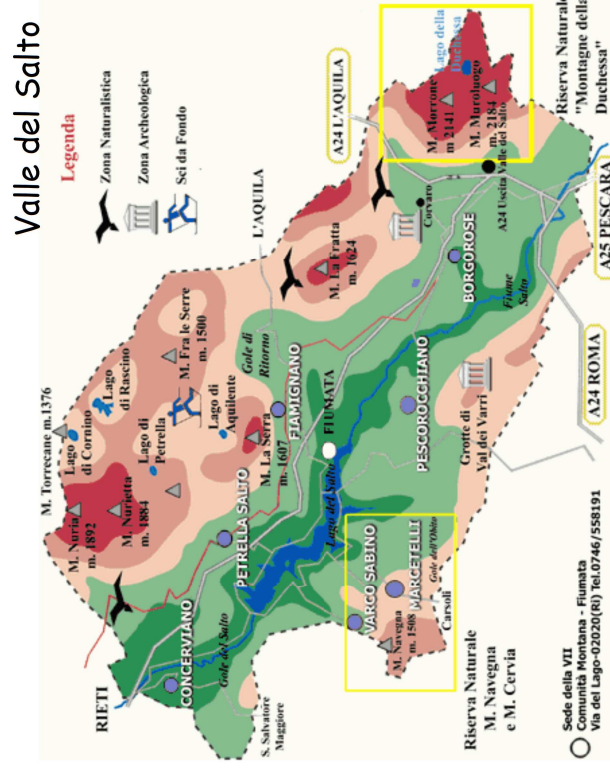 Valle del Salto
Legenda
Zona Naturalistica
Zona Archeologica
Sci da Fondo
M. Torrecane m.1376
Lago
di Cornino
Lago
di Rascino
M. Nuria
m. 1892
M. Nurietta
m. 1884
Lago di
Petrella
M. Fra le Serre
m. 1500
Lago di
Aquilente
M. La Serra
m. 1607
Gole di
Ritorno
L'AQUILA
M. La Fratta
m. 1624
A24 L'AQUILA
Lago della
Duchessa
M. Morrone
m 2141
M. Muroluogo
m. 2184
Riserva Naturale
"Montagne della
Duchessa"
Corvaro
A24 Uscita Valle del Salto
A25 PESCARA
A24 ROMA
RIETI
CONCERVIANO
PETRELLA SALTO
FIAMIGNANO
FIUMATA
BORGOROSE
PESCOROCCHIANO
Fiume
Salto
Lago del Salto
Gole del Salto
VARCO SABINO
MARCETELLI
M. Navegna
m. 1508
Gole dell'Obito
Carsoli
Grotte di
Val dei Varri
S. Salvatore
Maggiore
Riserva Naturale
M. Navegna
e M. Cervia
Sede della VII
Comunità Montana - Fiumata
Via del Lago-02020(Ri) Tel.0746/558191